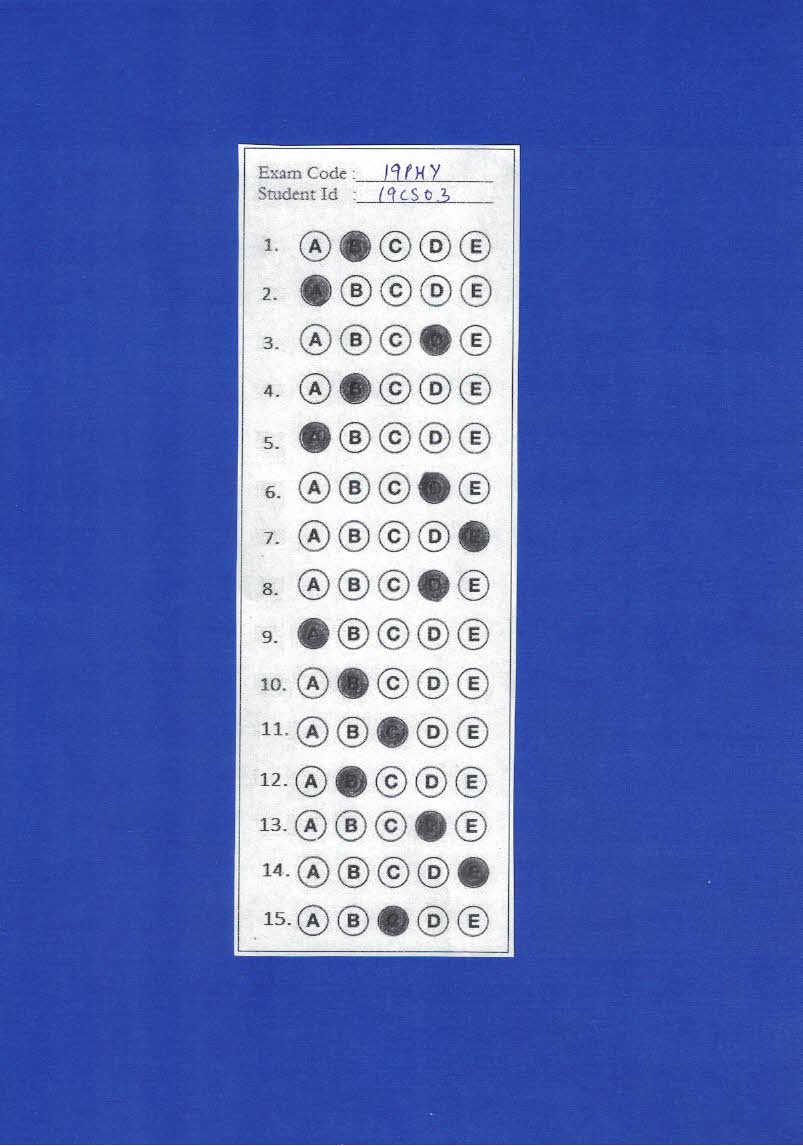 Exam Code : 19PHY
Student Id : 19CS03
1. A B C D E
2. A B C D E
3. A B C D E
4. A B C D E
5. A B C D E
6. A B C D E
7. A B C D E
8. A B C D E
9. A B C D E
10. A B C D E
11. A B C D E
12. A B C D E
13. A B C D E
14. A B C D E
15. A B C D E